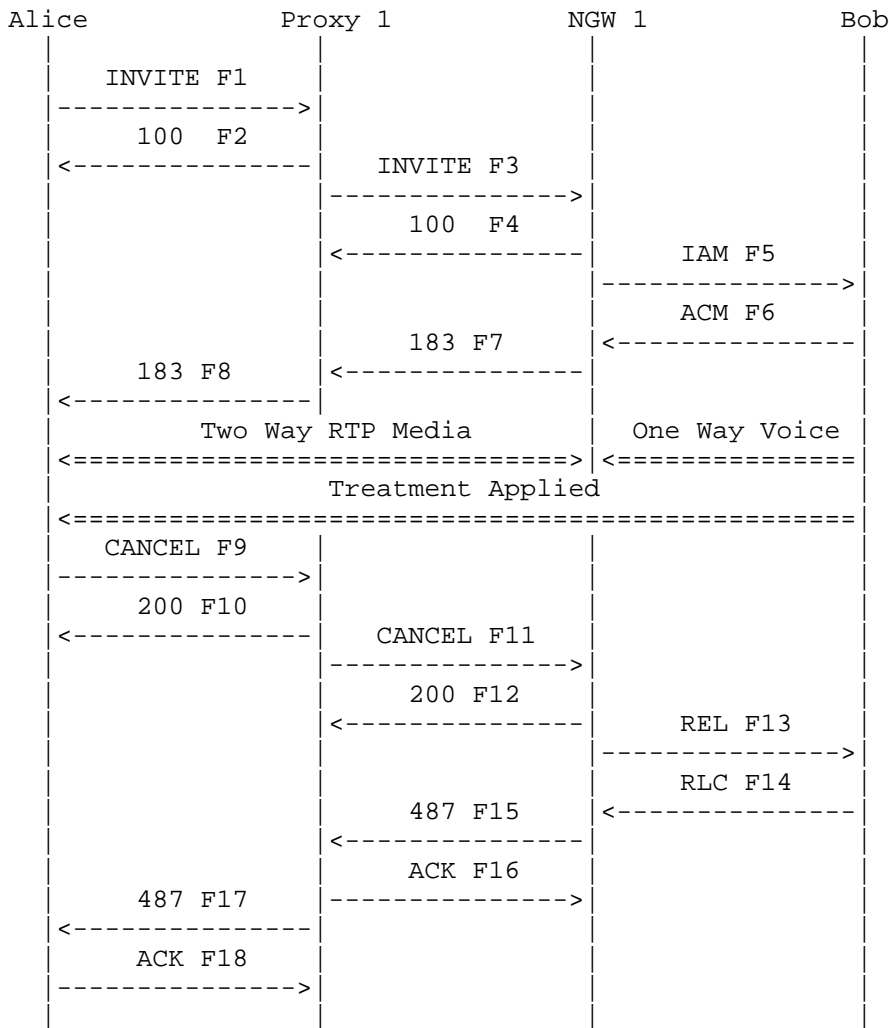 Alice Proxy 1 NGW 1 Bob
INVITE F1
100 F2
INVITE F3
100 F4
IAM F5
ACM F6
183 F7
183 F8
Two Way RTP Media One Way Voice
Treatment Applied
CANCEL F9
200 F10
CANCEL F11
200 F12
REL F13
RLC F14
487 F15
ACK F16
487 F17
ACK F18